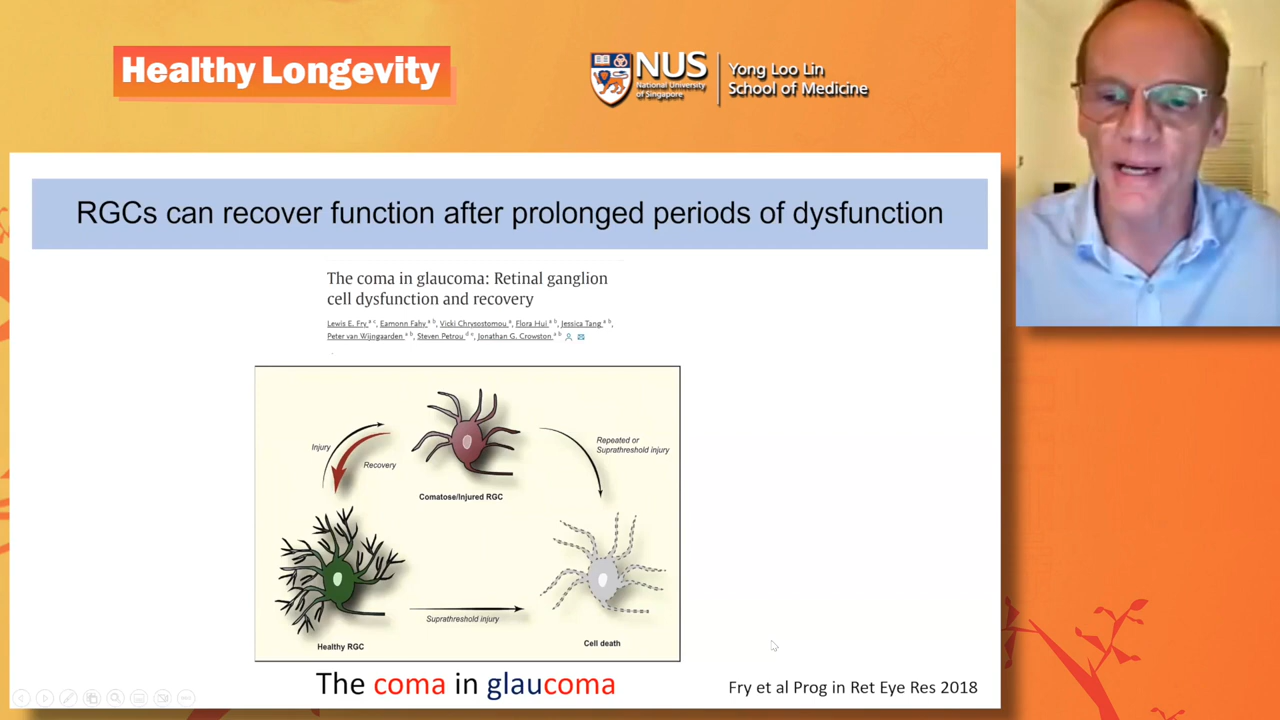 Healthy Longevity
NUS
National University
of Singapore
Yong Loo Lin
School of Medicine
RGCs can recover function after prolonged periods of dysfunction
The coma in glaucoma: Retinal ganglion
cell dysfunction and recovery
Lewis E. Fry a c, Eamonn Fahy a b, Vicki Chrysostomou a, Flora Hui a b, Jessica Tang a b,
Peter van Wijngaarden a b, Steven Petrou d e, Jonathan G. Crowston a b
Injury
Recovery
Repeated or
Suprathreshold injury
Comatose/Injured RGC
Suprathreshold injury
Healthy RGC
Cell death
The coma in glaucoma
Fry et al Prog in Ret Eye Res 2018